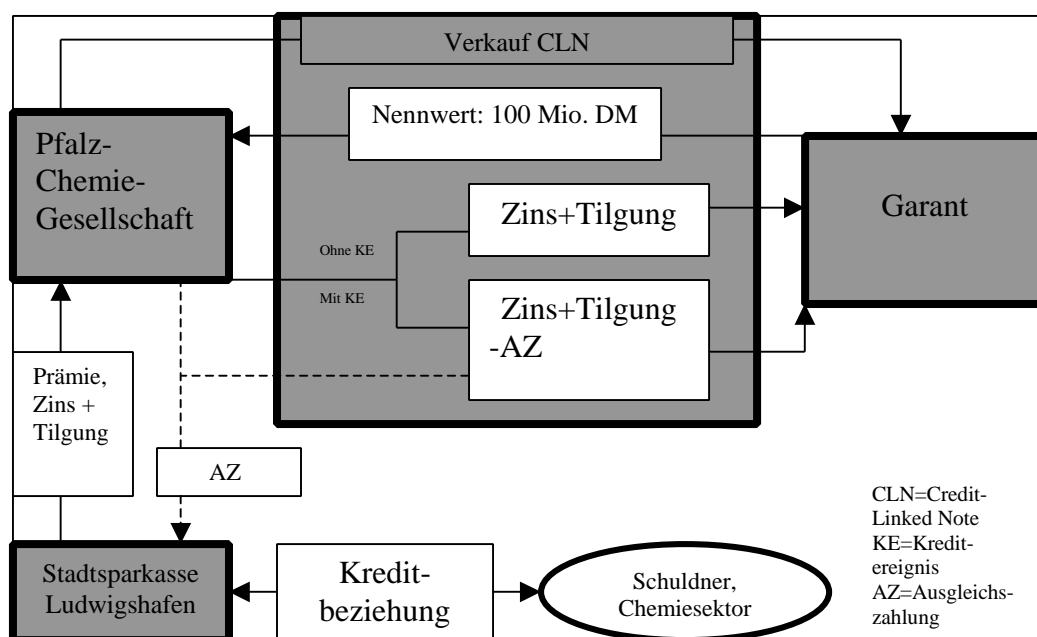 Verkauf CLN
Nennwert: 100 Mio. DM
Pfalz-
Chemie-
Gesellschaft
Garant
Zins+Tilgung
Ohne KE
Mit KE
Zins+Tilgung
-AZ
Prämie,
Zins +
Tilgung
AZ
Stadtsparkasse
Ludwigshafen
Kredit-
beziehung
Schuldner,
Chemiesektor
CLN=Credit-
Linked Note
KE=Kredit-
ereignis
AZ=Ausgleichs-
zahlung